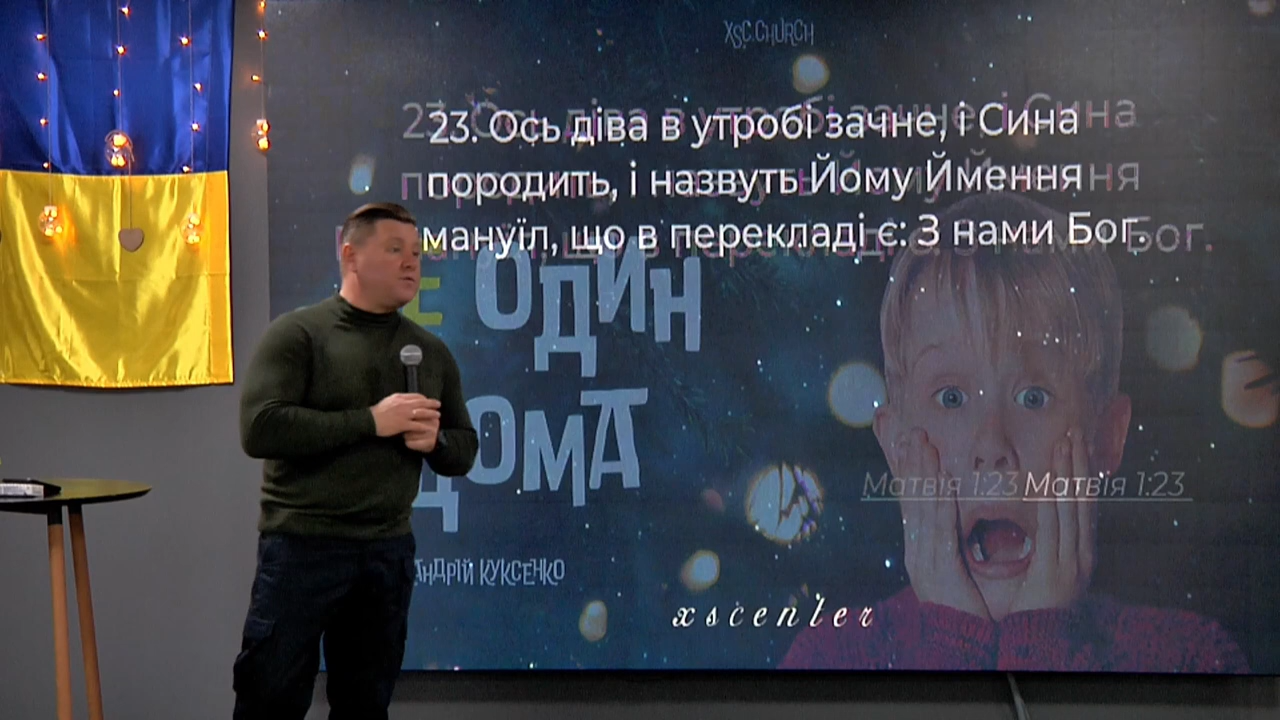 XSC.CHURCH
23. Ось діва в утробі зачне, і Сина
породить, і назвуть Йому Ймення
мануїл, що в перекладі є: З нами Бог.
Е ОДИН
ДОМА
Матвія 1:23 Матвія 1:23
АНДРІЙ КУКСЕНКО
xscenter